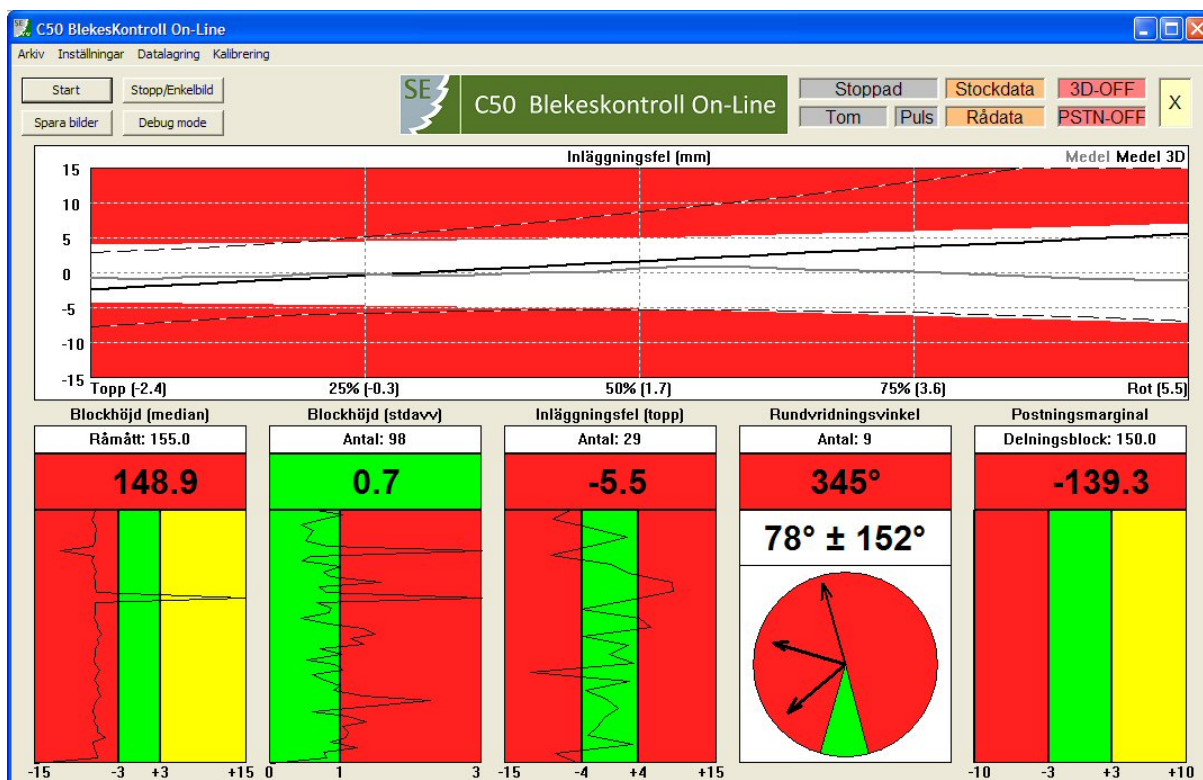 C50 BlekesKontroll On-Line
Arkiv Inställningar Datalagring Kalibrering
Start Stopp/Enkelbild
Spara bilder Debug mode
SE
C50 Blekeskontroll On-Line
Stoppad Stockdata 3D-OFF
Tom Puls Rådata PSTN-OFF
X
Inläggningsfel (mm) Medel Medel 3D
15
10
5
0
-5
-10
-15
Topp (-2.4) 25% (-0.3) 50% (1.7) 75% (3.6) Rot (5.5)
Blockhöjd (median)
Råmått: 155.0
148.9
-15 -3 +3 +15
Blockhöjd (stdavv)
Antal: 98
0.7
0 1 3
Inläggningsfel (topp)
Antal: 29
-5.5
-15 -4 +4 +15
Rundvridningsvinkel
Antal: 9
345°
78° ± 152°
Postningsmarginal
Delningsblock: 150.0
-139.3
-10 -3 +3 +10